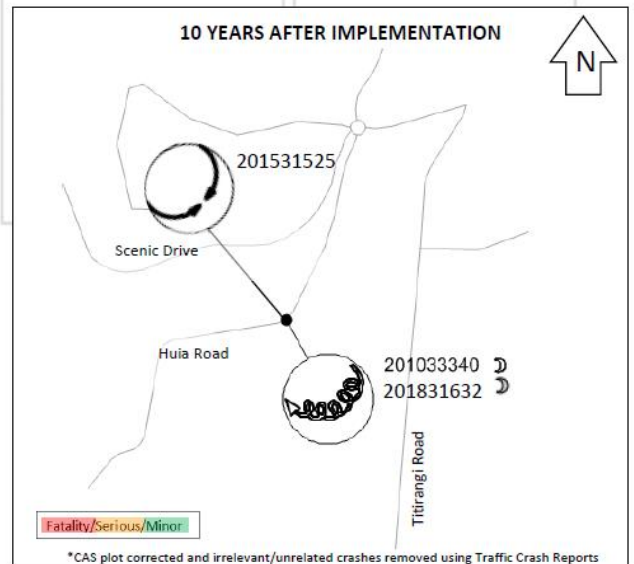 10 YEARS AFTER IMPLEMENTATION
N
201531525
Scenic Drive
Huia Road
201033340
201831632
Titirangi Road
Fatality/Serious/Minor
*CAS plot corrected and irrelevant/unrelated crashes removed using Traffic Crash Reports